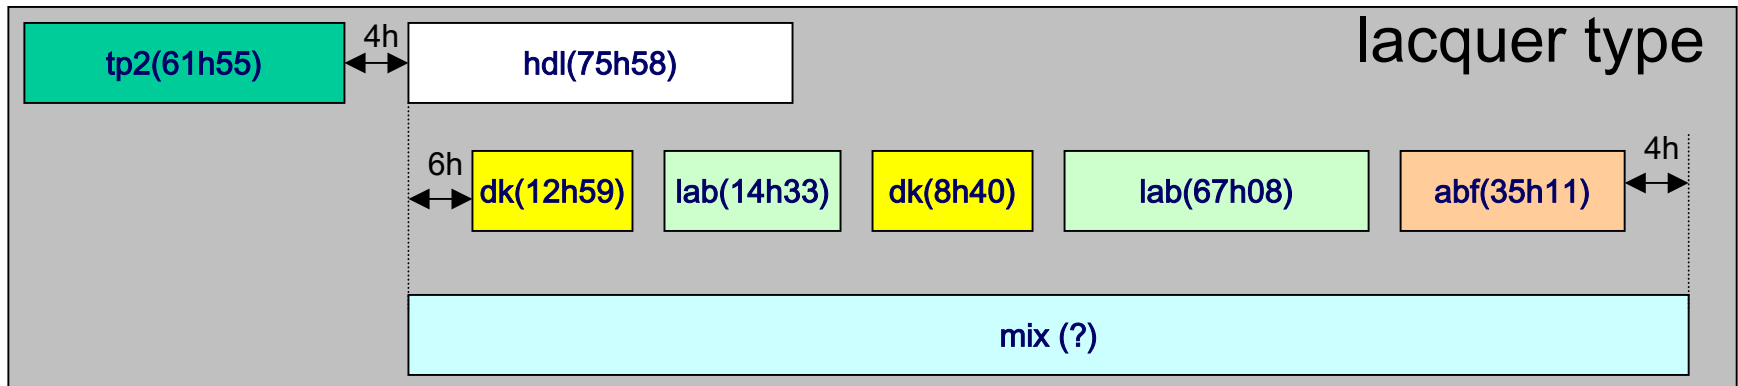 lacquer type
4h
tp2(61h55)
hdl(75h58)
6h
4h
dk(12h59)
lab(14h33)
dk(8h40)
lab(67h08)
abf(35h11)
mix (?)